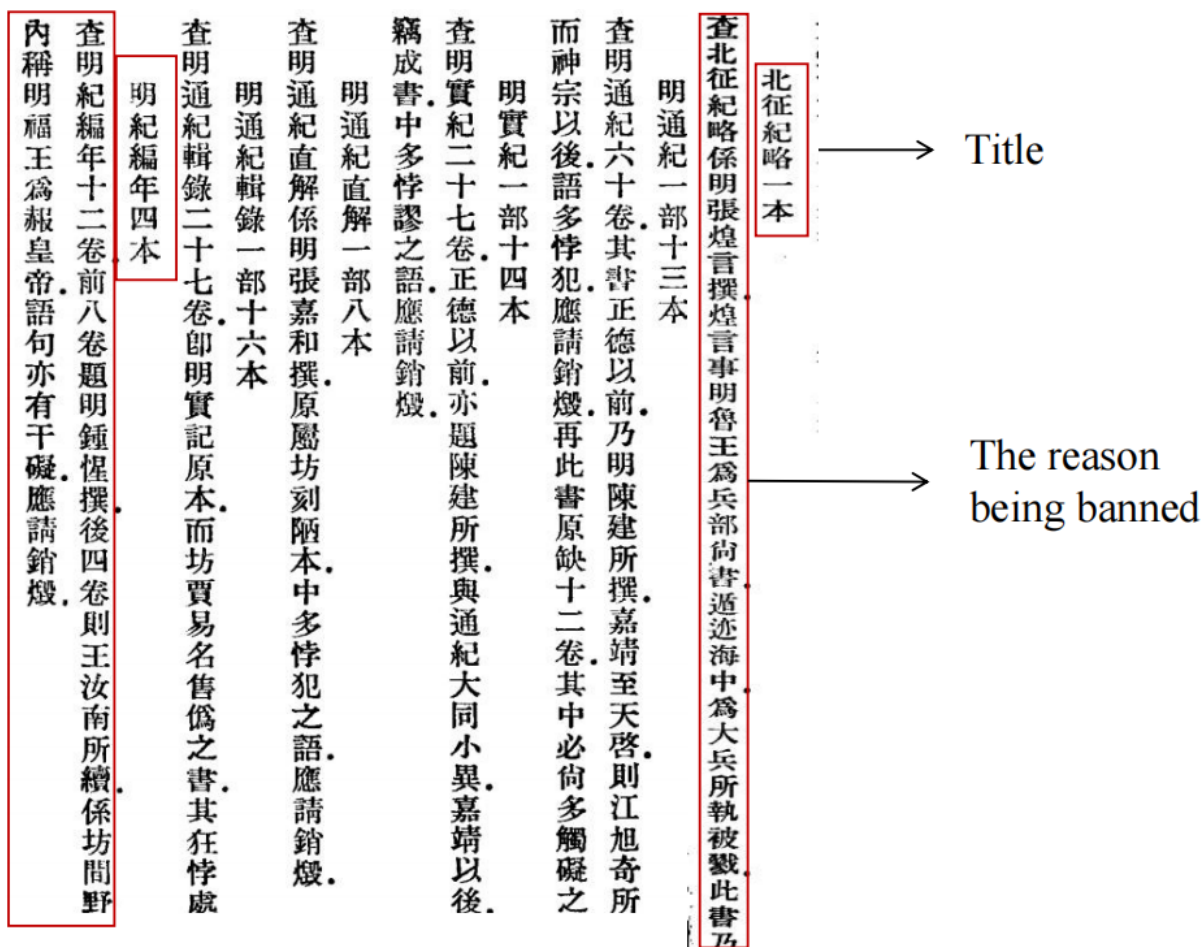 北征紀略一本
查北征紀略係明張煌言撰.煌言事明魯王爲兵部尙書.遁迹海中.爲大兵所執被戮.此書乃
明通紀一部十三本
查明通紀六十卷.其書正德以前.乃明陳建所撰.嘉靖至天啓.則江旭奇所
而神宗以後.語多悖犯.應請銷燬.再此書原缺十二卷.其中必尙多觸礙之
明實紀一部十四本
查明實紀二十七卷.正德以前.亦題陳建所撰.與通紀大同小異.嘉靖以後.
竊成書.中多悖謬之語.應請銷燬.
明通紀直解一部八本
查明通紀直解係明張嘉和撰.原屬坊刻陋本.中多悖犯之語.應請銷燬.
明通紀輯錄一部十六本
查明通紀輯錄二十七卷.卽明實記原本.而坊賈易名售僞之書.其狂悖處
明紀編年四本
查明紀編年十二卷.前八卷題明鍾惺撰.後四卷則王汝南所續.係坊間野
內稱明福王爲赧皇帝.語句亦有干礙.應請銷燬.
Title
The reason
being banned